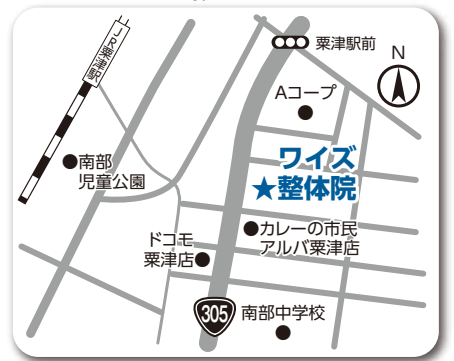 JR粟津駅
粟津駅前
N
Aコープ
南部
児童公園
ワイズ
★整体院
カレーの市民
アルバ粟津店
ドコモ
粟津店
305
南部中学校